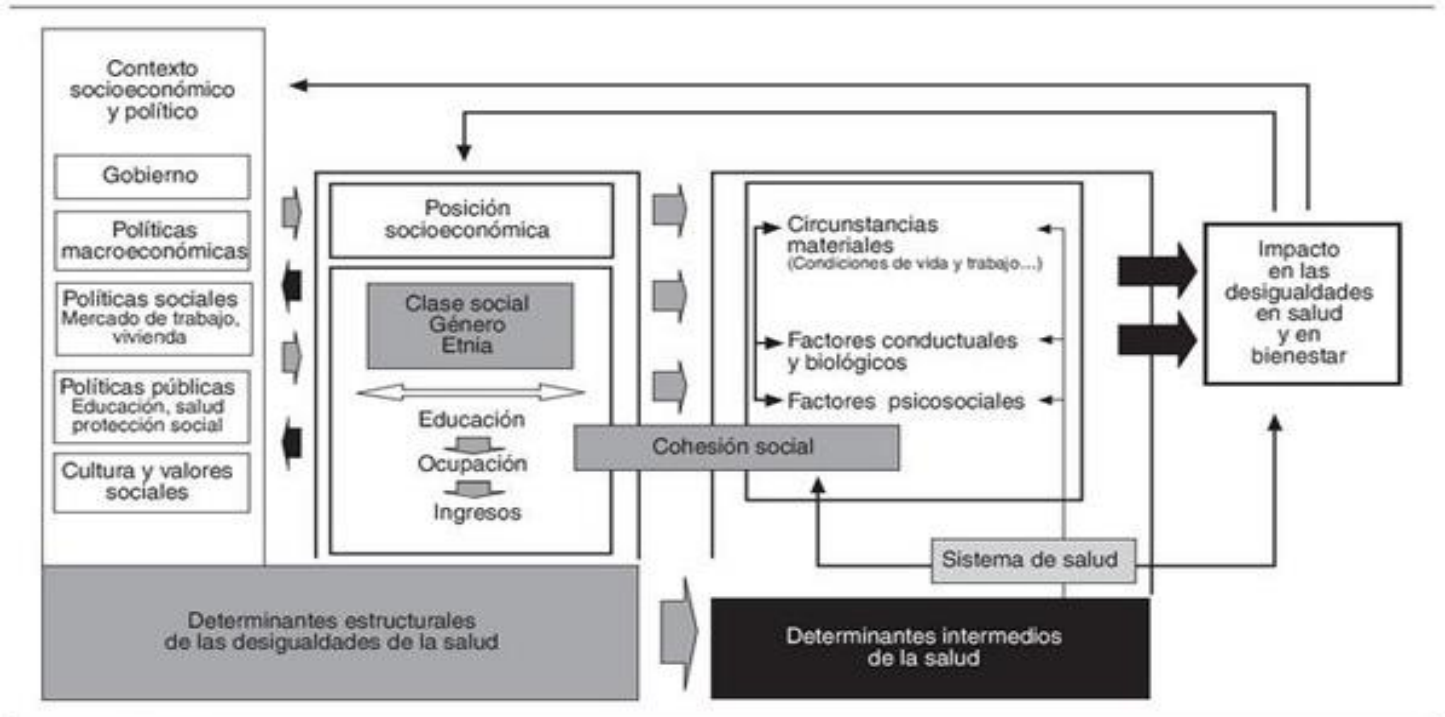 Contexto
socioeconómico
y político
Gobierno
Políticas
macroeconómicas
Políticas sociales
Mercado de trabajo,
vivienda
Políticas públicas
Educación, salud
protección social
Cultura y valores
sociales
Posición
socioeconómica
Clase social
Género
Etnia
Educación
Ocupación
Ingresos
Cohesión social
Circunstancias
materiales
(Condiciones de vida y trabajo...)
Factores conductuales
y biológicos
Factores psicosociales
Sistema de salud
Impacto
en las
desigualdades
en salud
y en
bienestar
Determinantes estructurales
de las desigualdades de la salud
Determinantes intermedios
de la salud